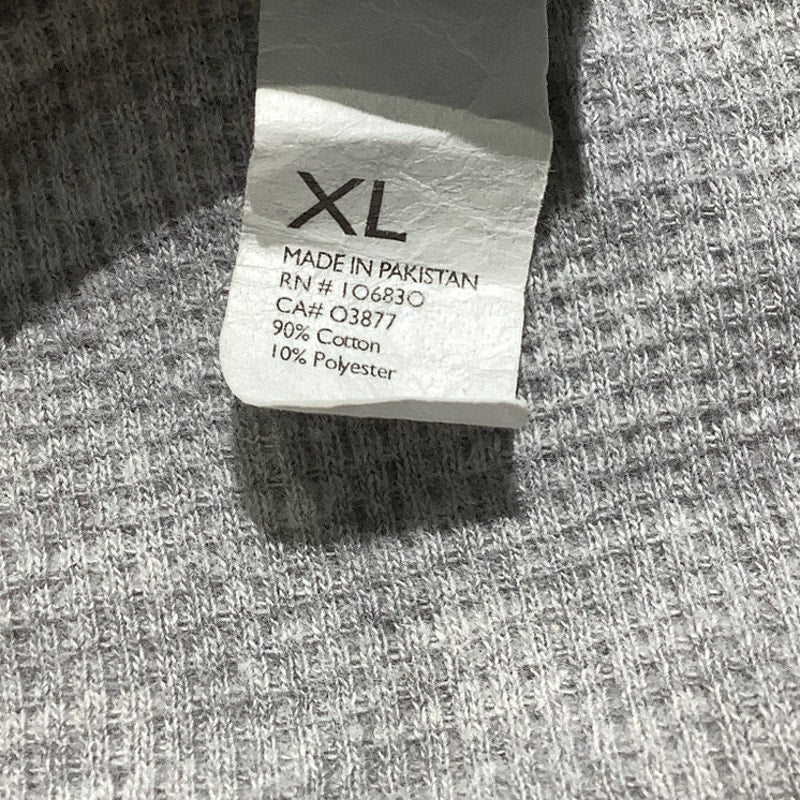 XL
MADE IN PAKISTAN
RN # 106830
CA# 03877
90% Cotton
10% Polyester